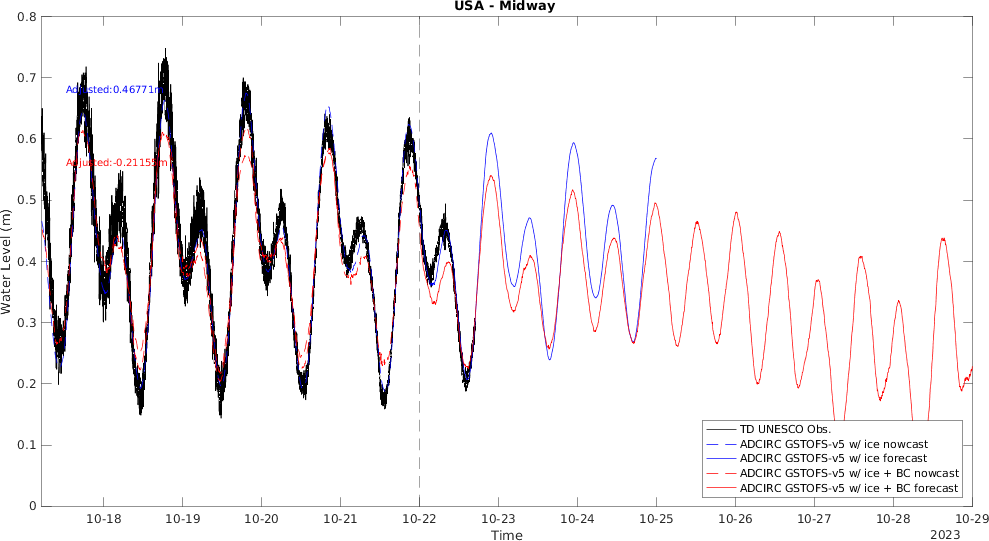 USA - Midway
0.8
0.7
0.6
0.5
0.4
0.3
0.2
0.1
0
Water Level (m)
Adjusted:0.46771m
Adjusted:-0.21155m
TD UNESCO Obs.
ADCIRC GSTOFS-v5 w/ ice nowcast
ADCIRC GSTOFS-v5 w/ ice forecast
ADCIRC GSTOFS-v5 w/ ice + BC nowcast
ADCIRC GSTOFS-v5 w/ ice + BC forecast
10-18 10-19 10-20 10-21 10-22 10-23 10-24 10-25 10-26 10-27 10-28 10-29
Time
2023